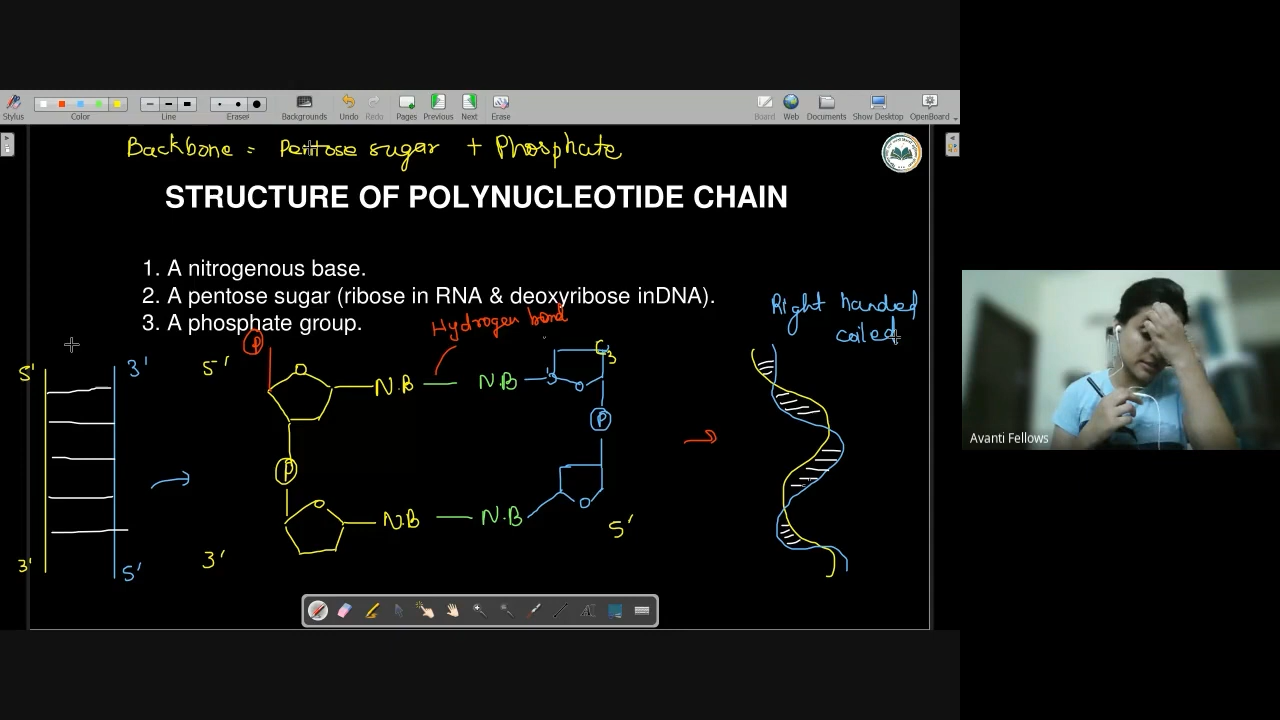 Stylus Color Line Eraser Backgrounds Undo Redo Pages Previous Next Erase Board Web Documents Show Desktop OpenBoard
Backbone = Pentose sugar + Phosphate
STRUCTURE OF POLYNUCLEOTIDE CHAIN
1. A nitrogenous base.
2. A pentose sugar (ribose in RNA & deoxyribose inDNA).
3. A phosphate group.
Hydrogen bond
Right handed
coiled
P
5' 3' 5' O N.B N.B O
P
P
O N.B N.B O 5'
3' 5' 3'
Avanti Fellows